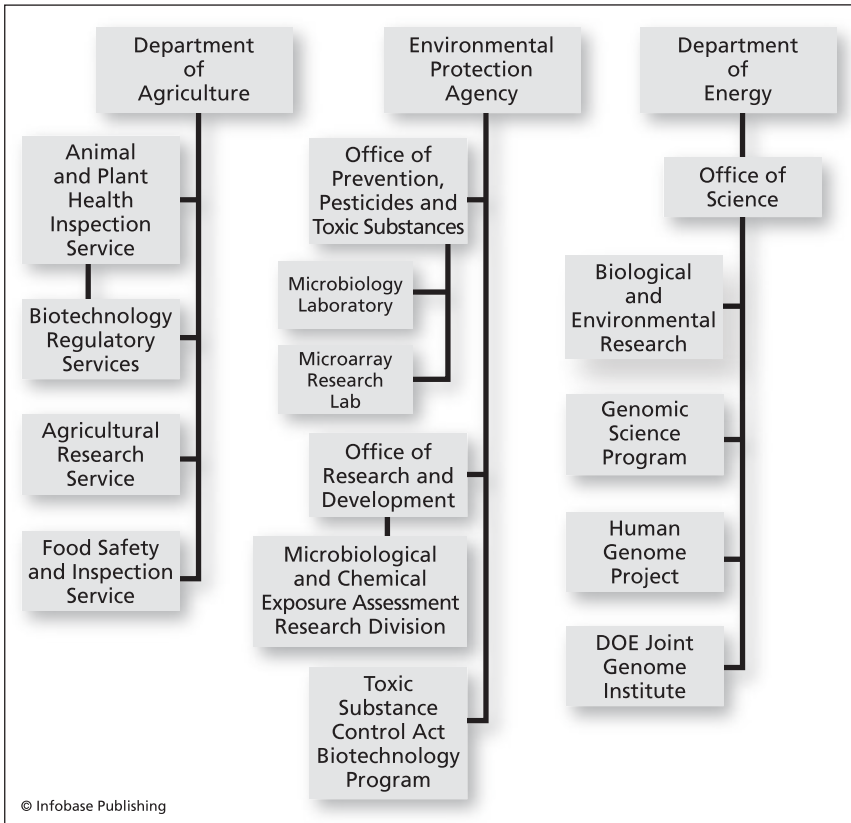 Department
of
Agriculture
Animal
and Plant
Health
Inspection
Service
Biotechnology
Regulatory
Services
Agricultural
Research
Service
Food Safety
and Inspection
Service
Environmental
Protection
Agency
Office of
Prevention,
Pesticides and
Toxic Substances
Microbiology
Laboratory
Microarray
Research
Lab
Office of
Research and
Development
Microbiological
and Chemical
Exposure Assessment
Research Division
Toxic
Substance
Control Act
Biotechnology
Program
Department
of
Energy
Office of
Science
Biological
and
Environmental
Research
Genomic
Science
Program
Human
Genome
Project
DOE Joint
Genome
Institute
© Infobase Publishing